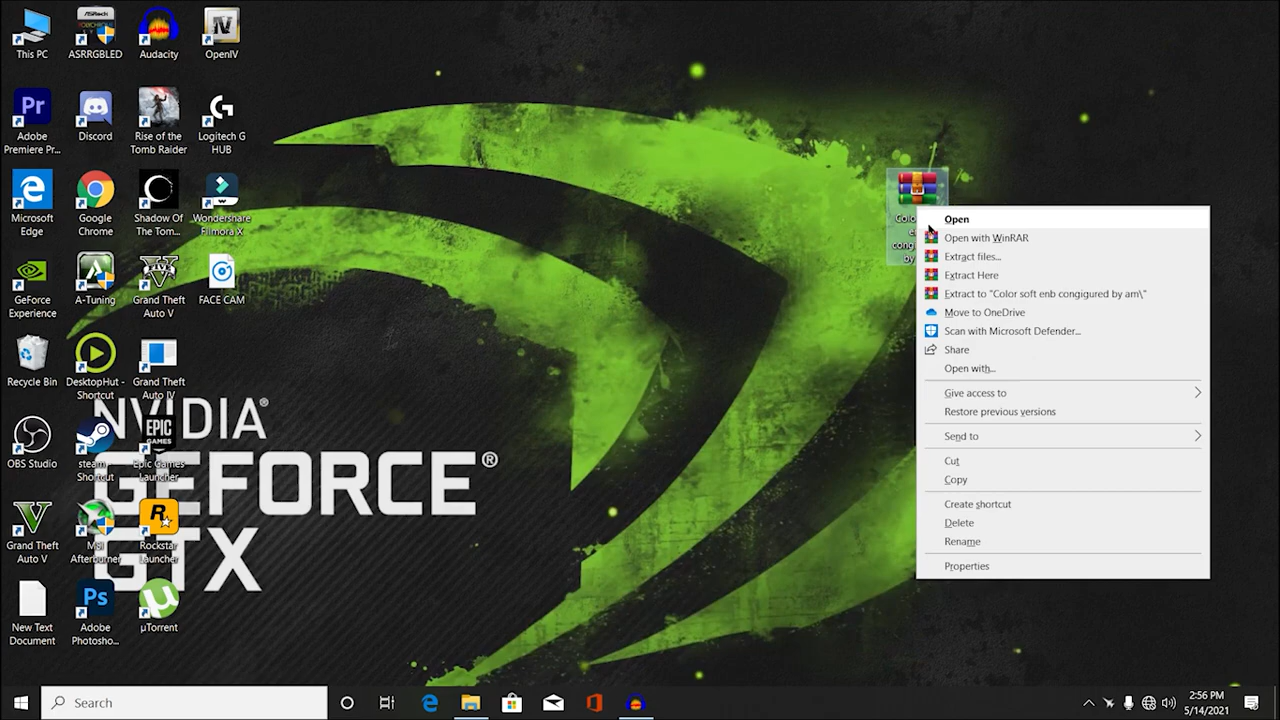 This PC
ASRRGBLED
Audacity
OpenIV
Adobe
Premiere Pr...
Discord
Rise of the
Tomb Raider
Logitech G
HUB
Microsoft
Edge
Google
Chrome
Shadow Of
The Tom...
Wondershare
Filmora X
GeForce
Experience
A-Tuning
Grand Theft
Auto V
FACE CAM
Recycle Bin
DesktopHut -
Shortcut
Grand Theft
Auto IV
NVIDIA®
GEFORCE®
GTX
OBS Studio
steam -
Shortcut
EPIC
GAMES
Epic Games
Launcher
Grand Theft
Auto V
MSI
Afterburner
Rockstar
Launcher
New Text
Document
Adobe
Photosho...
µTorrent
Open
Open with WinRAR
Extract files...
Extract Here
Extract to "Color soft enb congigured by am\"
Move to OneDrive
Scan with Microsoft Defender...
Share
Open with...
Give access to
Restore previous versions
Send to
Cut
Copy
Create shortcut
Delete
Rename
Properties
Search
2:56 PM
5/14/2021